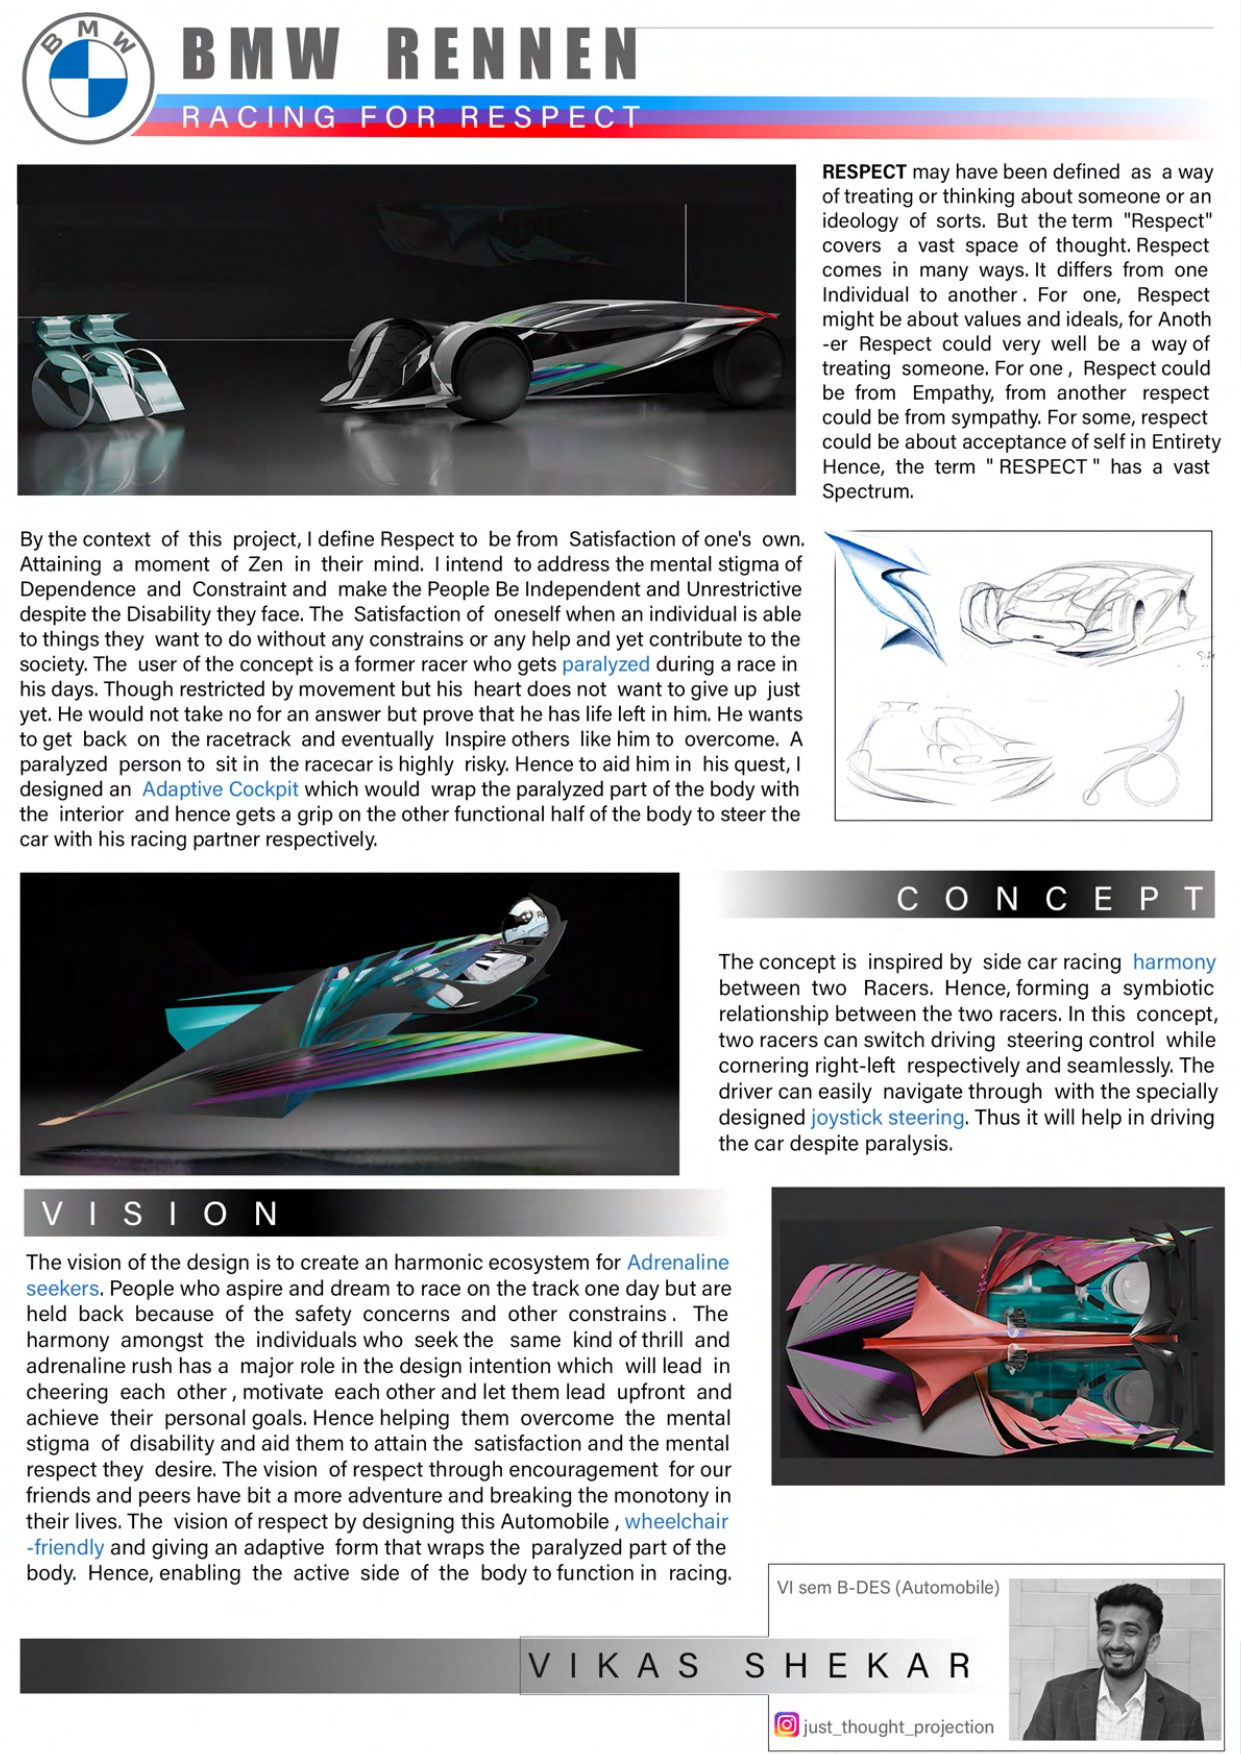 BMW
BMW RENNEN
RACING FOR RESPECT
RESPECT may have been defined as a way
of treating or thinking about someone or an
ideology of sorts. But the term "Respect"
covers a vast space of thought. Respect
comes in many ways. It differs from one
Individual to another . For one, Respect
might be about values and ideals, for Anoth
-er Respect could very well be a way of
treating someone. For one , Respect could
be from Empathy, from another respect
could be from sympathy. For some, respect
could be about acceptance of self in Entirety
Hence, the term " RESPECT " has a vast
Spectrum.
By the context of this project, I define Respect to be from Satisfaction of one's own.
Attaining a moment of Zen in their mind. I intend to address the mental stigma of
Dependence and Constraint and make the People Be Independent and Unrestrictive
despite the Disability they face. The Satisfaction of oneself when an individual is able
to things they want to do without any constrains or any help and yet contribute to the
society. The user of the concept is a former racer who gets paralyzed during a race in
his days. Though restricted by movement but his heart does not want to give up just
yet. He would not take no for an answer but prove that he has life left in him. He wants
to get back on the racetrack and eventually Inspire others like him to overcome. A
paralyzed person to sit in the racecar is highly risky. Hence to aid him in his quest, I
designed an Adaptive Cockpit which would wrap the paralyzed part of the body with
the interior and hence gets a grip on the other functional half of the body to steer the
car with his racing partner respectively.
CONCEPT
The concept is inspired by side car racing harmony
between two Racers. Hence, forming a symbiotic
relationship between the two racers. In this concept,
two racers can switch driving steering control while
cornering right-left respectively and seamlessly. The
driver can easily navigate through with the specially
designed joystick steering. Thus it will help in driving
the car despite paralysis.
VISION
The vision of the design is to create an harmonic ecosystem for Adrenaline
seekers. People who aspire and dream to race on the track one day but are
held back because of the safety concerns and other constrains . The
harmony amongst the individuals who seek the same kind of thrill and
adrenaline rush has a major role in the design intention which will lead in
cheering each other , motivate each other and let them lead upfront and
achieve their personal goals. Hence helping them overcome the mental
stigma of disability and aid them to attain the satisfaction and the mental
respect they desire. The vision of respect through encouragement for our
friends and peers have bit a more adventure and breaking the monotony in
their lives. The vision of respect by designing this Automobile , wheelchair
-friendly and giving an adaptive form that wraps the paralyzed part of the
body. Hence, enabling the active side of the body to function in racing.
VI sem B-DES (Automobile)
VIKAS SHEKAR
just_thought_projection